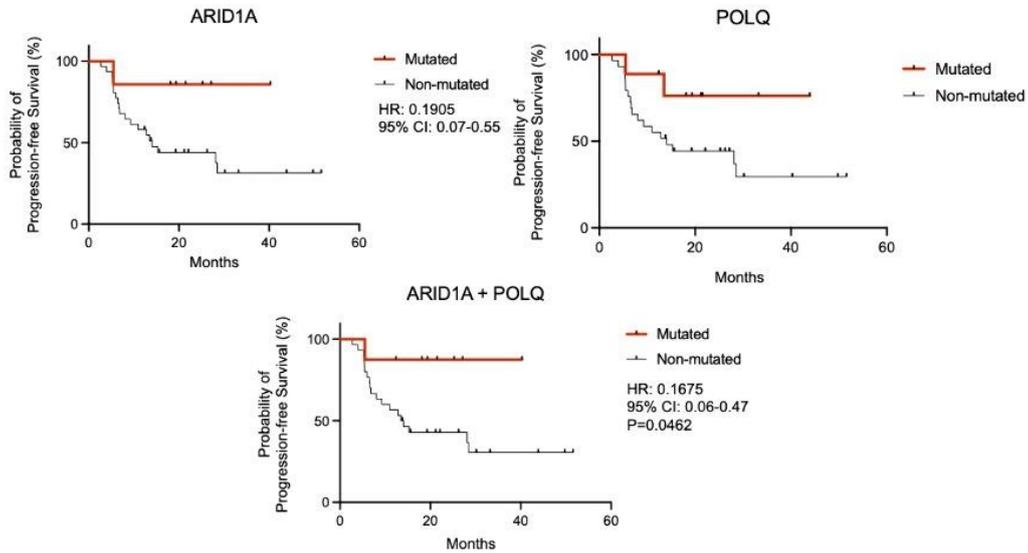 ARID1A
Probability of
Progression-free Survival (%)
100
50
0
0
20
40
60
Months
Mutated
Non-mutated
HR: 0.1905
95% CI: 0.07-0.55
POLQ
Probability of
Progression-free Survival (%)
100
50
0
0
20
40
60
Months
Mutated
Non-mutated
ARID1A + POLQ
Probability of
Progression-free Survival (%)
100
50
0
0
20
40
60
Months
Mutated
Non-mutated
HR: 0.1675
95% CI: 0.06-0.47
P=0.0462